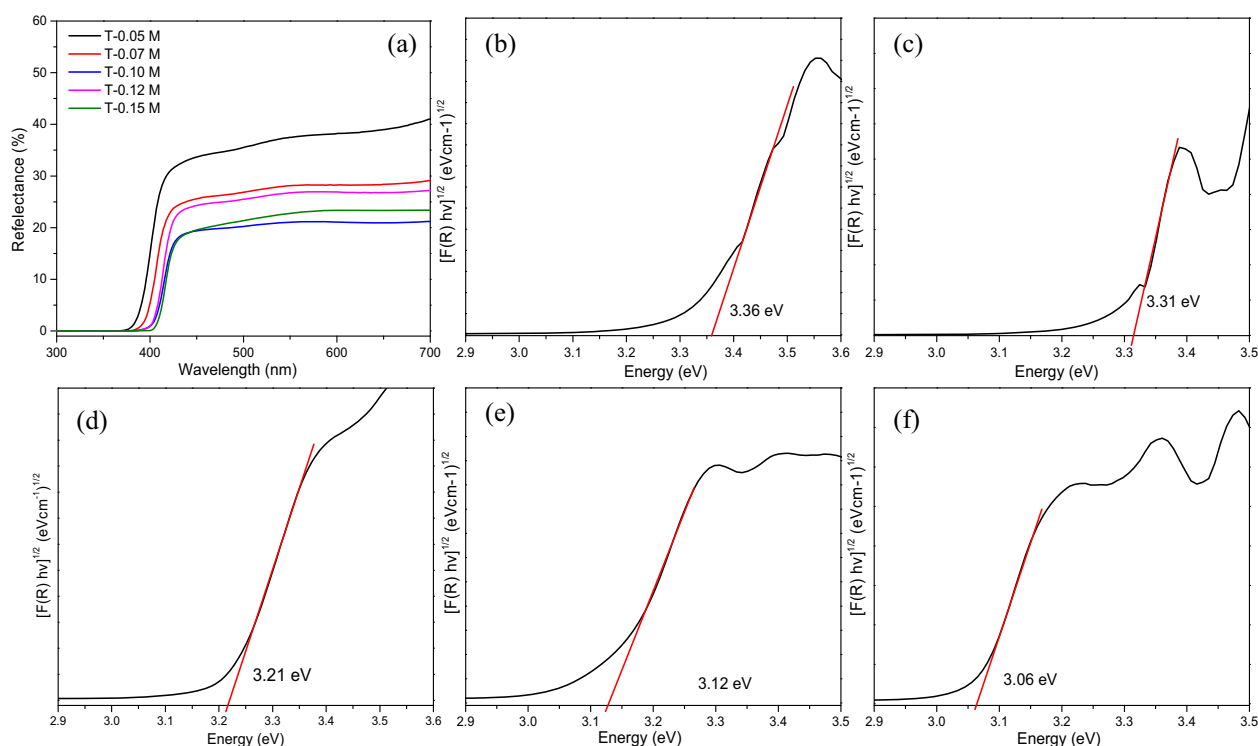 (a)
T-0.05 M
T-0.07 M
T-0.10 M
T-0.12 M
T-0.15 M
Refelectance (%)
60
50
40
30
20
10
0
300 400 500 600 700
Wavelength (nm)
(b)
[F(R) hv]^1/2 (eVcm-1)^1/2
3.36 eV
2.9 3.0 3.1 3.2 3.3 3.4 3.5 3.6
Energy (eV)
(c)
[F(R) hv]^1/2 (eVcm-1)^1/2
3.31 eV
2.9 3.0 3.1 3.2 3.3 3.4 3.5
Energy (eV)
(d)
[F(R) hv]^1/2 (eVcm^-1)^1/2
3.21 eV
2.9 3.0 3.1 3.2 3.3 3.4 3.5 3.6
Energy (eV)
(e)
[F(R) hv]^1/2 (eVcm-1)^1/2
3.12 eV
2.9 3.0 3.1 3.2 3.3 3.4 3.5
Energy (eV)
(f)
[F(R) hv]^1/2 (eVcm-1)^1/2
3.06 eV
2.9 3.0 3.1 3.2 3.3 3.4 3.5
Energy (eV)